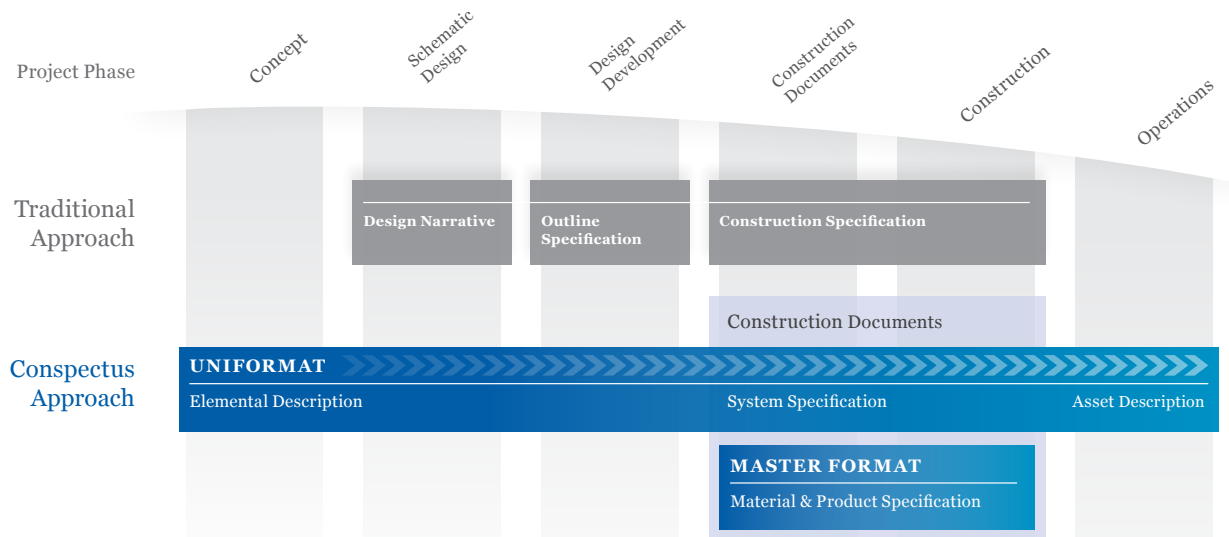 Project Phase
Concept
Schematic
Design
Design
Development
Construction
Documents
Construction
Operations
Traditional
Approach
Design Narrative
Outline
Specification
Construction Specification
Construction Documents
Conspectus
Approach
UNIFORMAT
Elemental Description
System Specification
Asset Description
MASTER FORMAT
Material & Product Specification